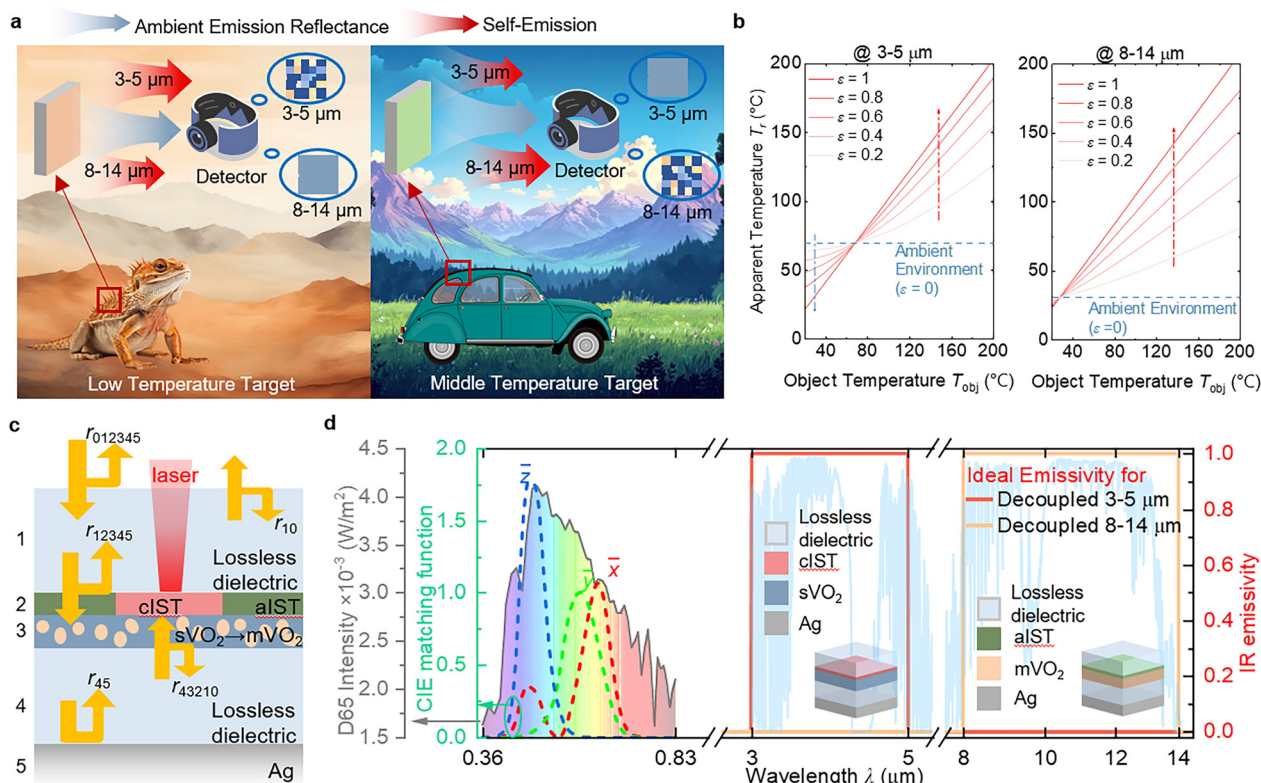 a
Ambient Emission Reflectance
Self-Emission
3-5 μm
8-14 μm
Detector
3-5 μm
8-14 μm
Low Temperature Target
3-5 μm
8-14 μm
Detector
3-5 μm
8-14 μm
Middle Temperature Target
b
@ 3-5 μm
@ 8-14 μm
Apparent Temperature Tr (°C)
200
150
100
50
0
ε = 1
ε = 0.8
ε = 0.6
ε = 0.4
ε = 0.2
Ambient
Environment
(ε = 0)
40 80 120 160 200
Object Temperature Tobj (°C)
200
150
100
50
0
ε = 1
ε = 0.8
ε = 0.6
ε = 0.4
ε = 0.2
Ambient Environment
(ε =0)
40 80 120 160 200
Object Temperature Tobj (°C)
c
r012345
laser
r10
1
r12345
Lossless
dielectric
2
cIST
aIST
3
sVO2→mVO2
r43210
4
r45
Lossless
dielectric
5
Ag
d
D65 Intensity ×10⁻³ (W/m²)
4.5
4.0
3.5
3.0
2.5
2.0
1.5
CIE matching function
2.0
1.5
1.0
0.5
0.0
z̅
y̅
x̅
0.36
0.83
Lossless
dielectric
cIST
sVO2
Ag
3
5
Wavelength λ (μm)
Ideal Emissivity for
Decoupled 3-5 μm
Decoupled 8-14 μm
Lossless
dielectric
aIST
mVO2
Ag
8
10
12
14
1.0
0.8
0.6
0.4
0.2
0.0
IR emissivity